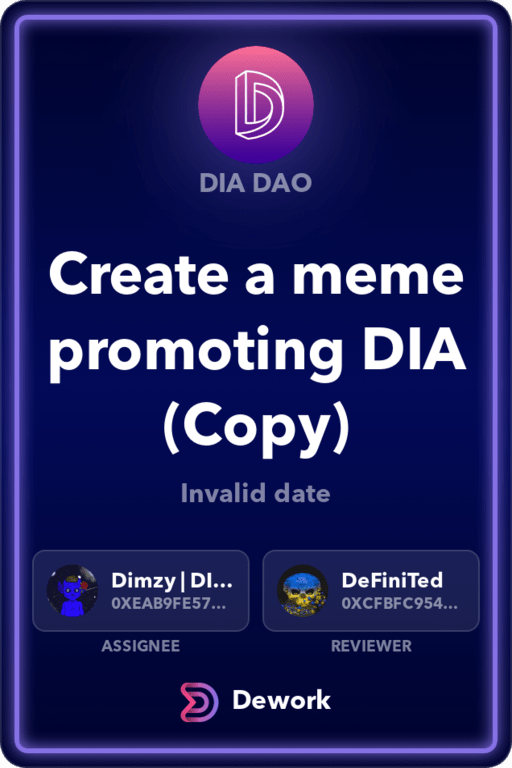 DIA DAO
Create a meme
promoting DIA
(Copy)
Invalid date
Dimzy | DI...
0XEAB9FE57...
DeFiniTed
0XCFBFC954...
ASSIGNEE
REVIEWER
Dework